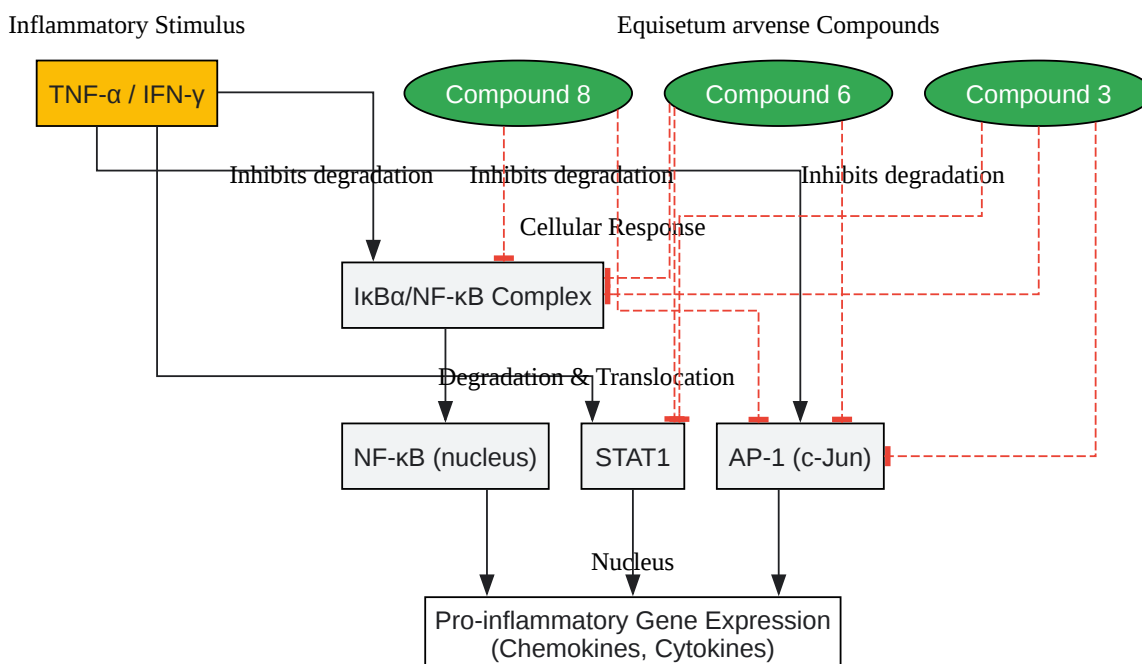 Inflammatory Stimulus
Equisetum arvense Compounds
TNF-α / IFN-γ
Compound 8
Compound 6
Compound 3
Inhibits degradation
Inhibits degradation
Inhibits degradation
Cellular Response
IκBα/NF-κB Complex
Degradation & Translocation
NF-κB (nucleus)
STAT1
AP-1 (c-Jun)
Nucleus
Pro-inflammatory Gene Expression
(Chemokines, Cytokines)